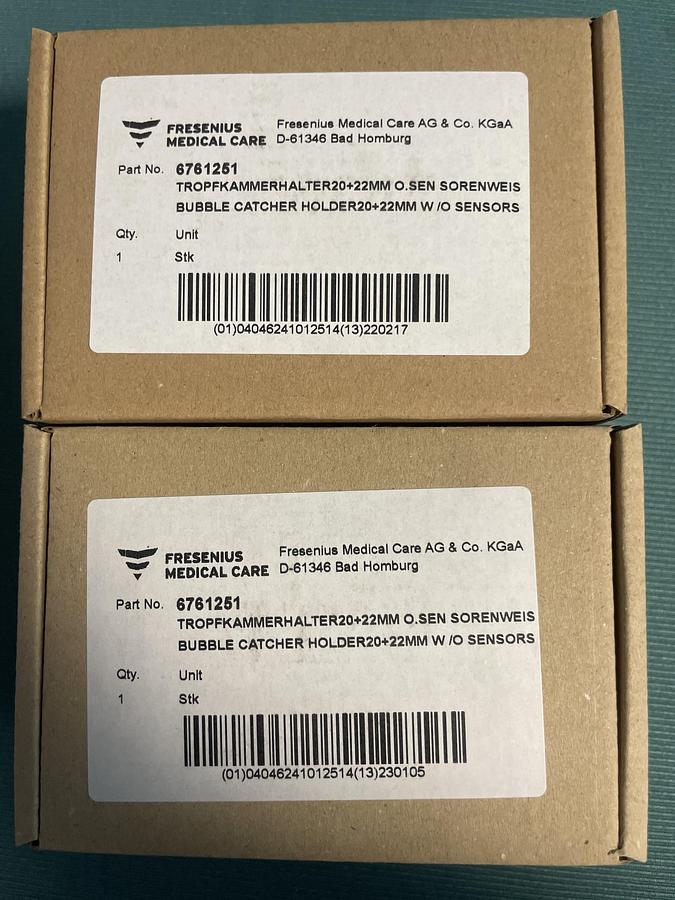 FRESENIUS
MEDICAL CARE
Fresenius Medical Care AG & Co. KGaA
D-61346 Bad Homburg
Part No. 6761251
TROPFKAMMERHALTER20+22MM O.SEN SORENWEIS
BUBBLE CATCHER HOLDER20+22MM W /O SENSORS
Qty. Unit
1 Stk
(01)04046241012514(13)220217
FRESENIUS
MEDICAL CARE
Fresenius Medical Care AG & Co. KGaA
D-61346 Bad Homburg
Part No. 6761251
TROPFKAMMERHALTER20+22MM O.SEN SORENWEIS
BUBBLE CATCHER HOLDER20+22MM W /O SENSORS
Qty. Unit
1 Stk
(01)04046241012514(13)230105